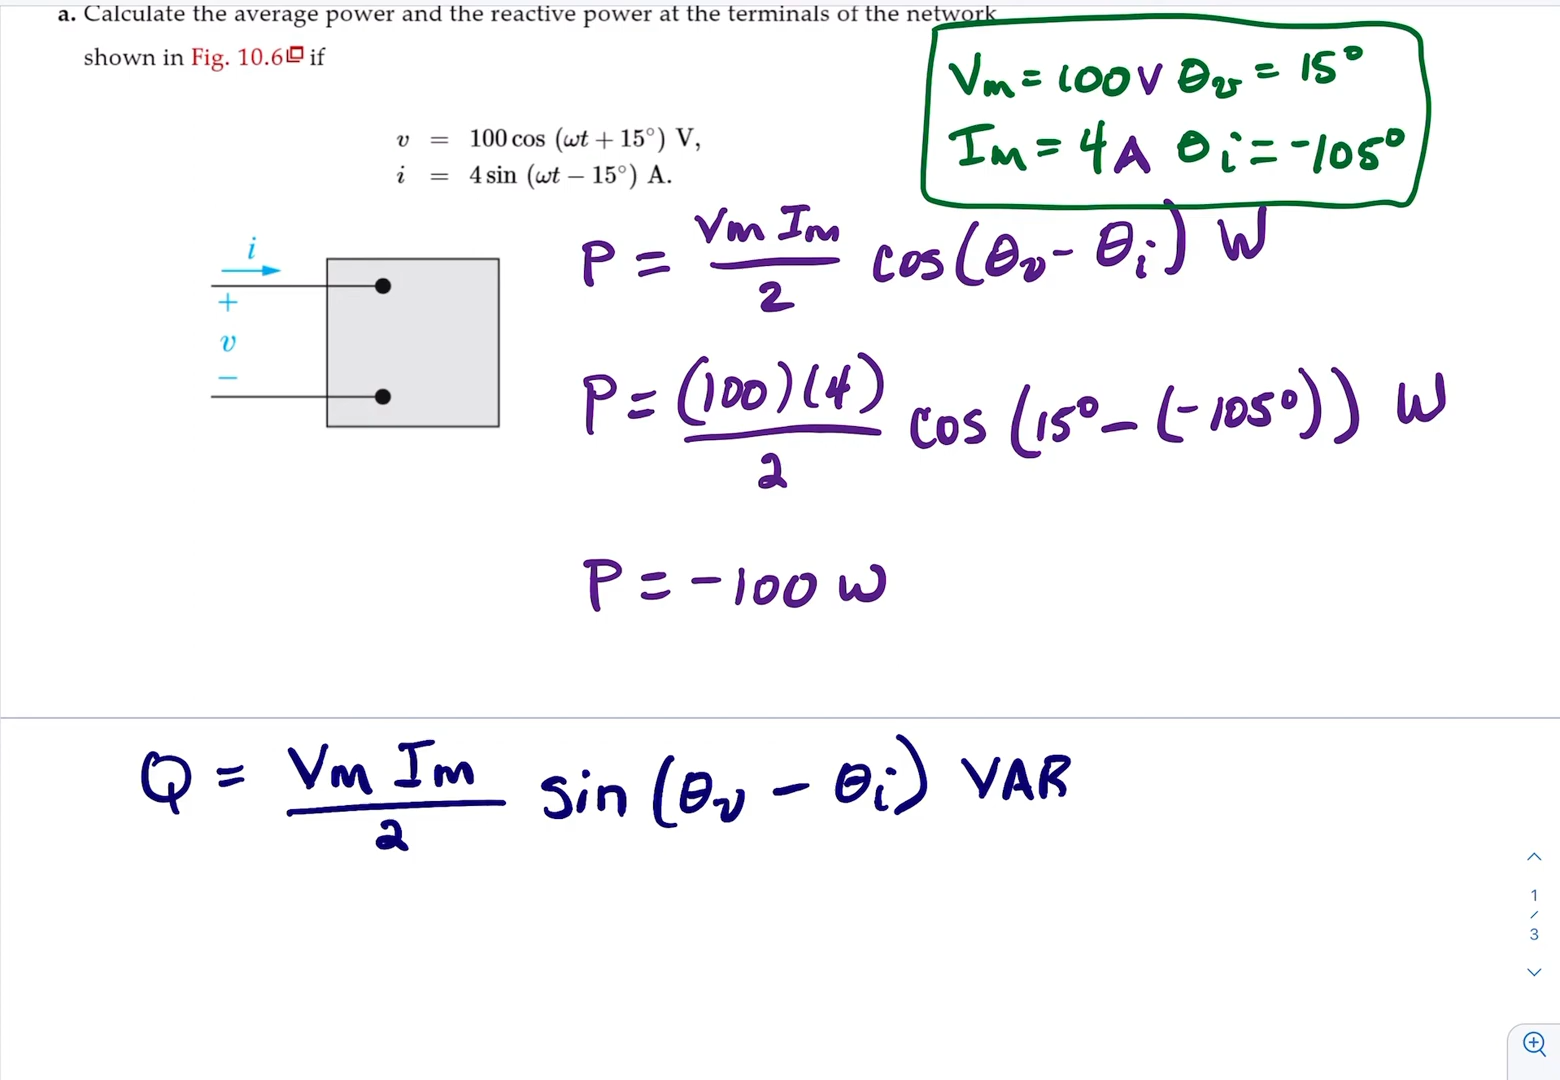 a. Calculate the average power and the reactive power at the terminals of the network
shown in Fig. 10.6 if
Vm = 100V θv = 15°
Im = 4A θi = -105°
v = 100 cos (ωt + 15°) V,
i = 4 sin (ωt − 15°) A.
i
+
v
−
P = Vm Im / 2 cos(θv - θi) W
P = (100)(4) / 2 cos (15° - (-105°)) W
P = -100 W
Q = Vm Im / 2 sin (θv - θi) VAR
1
/
3